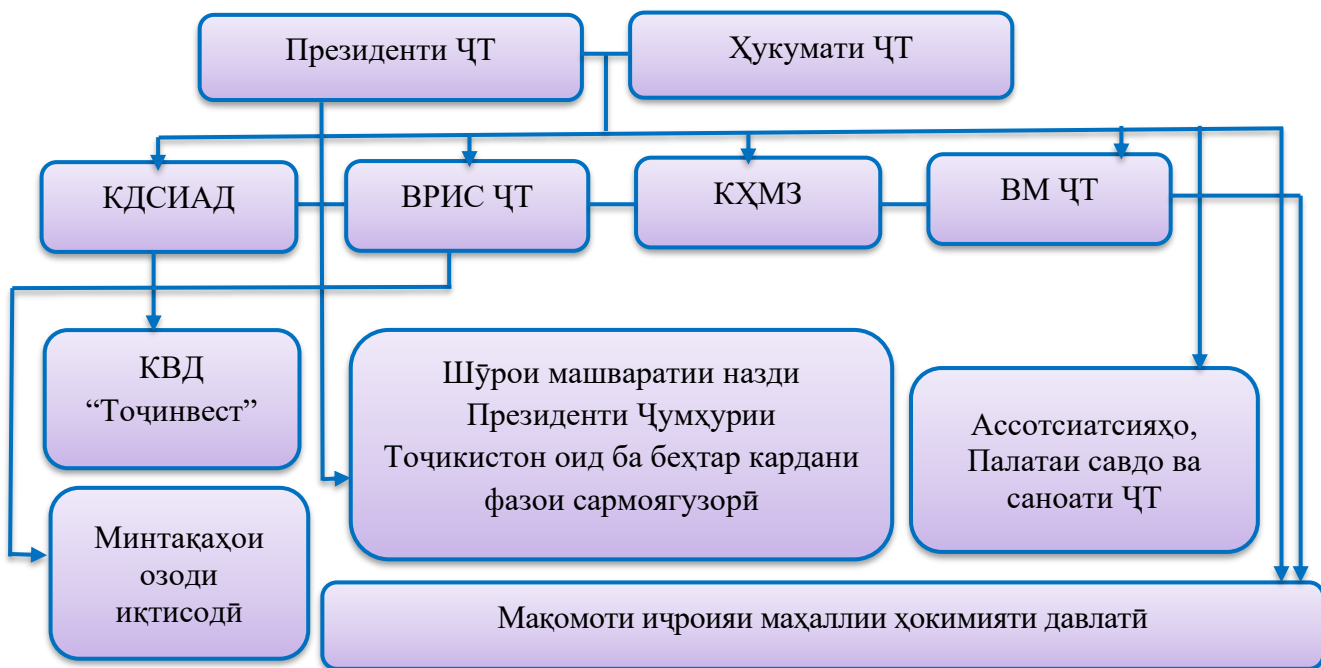 Президенти ҶТ
Ҳукумати ҶТ
КДСИАД
ВРИС ҶТ
КҲМЗ
ВМ ҶТ
КВД
“Тоҷинвест”
Шӯрои машваратии назди
Президенти Ҷумҳурии
Тоҷикистон оид ба беҳтар кардани
фазои сармоягузорӣ
Ассотсиатсияҳо,
Палатаи савдо ва
саноати ҶТ
Минтақаҳои
озоди
иқтисодӣ
Мақомоти иҷроияи маҳаллии ҳокимияти давлатӣ